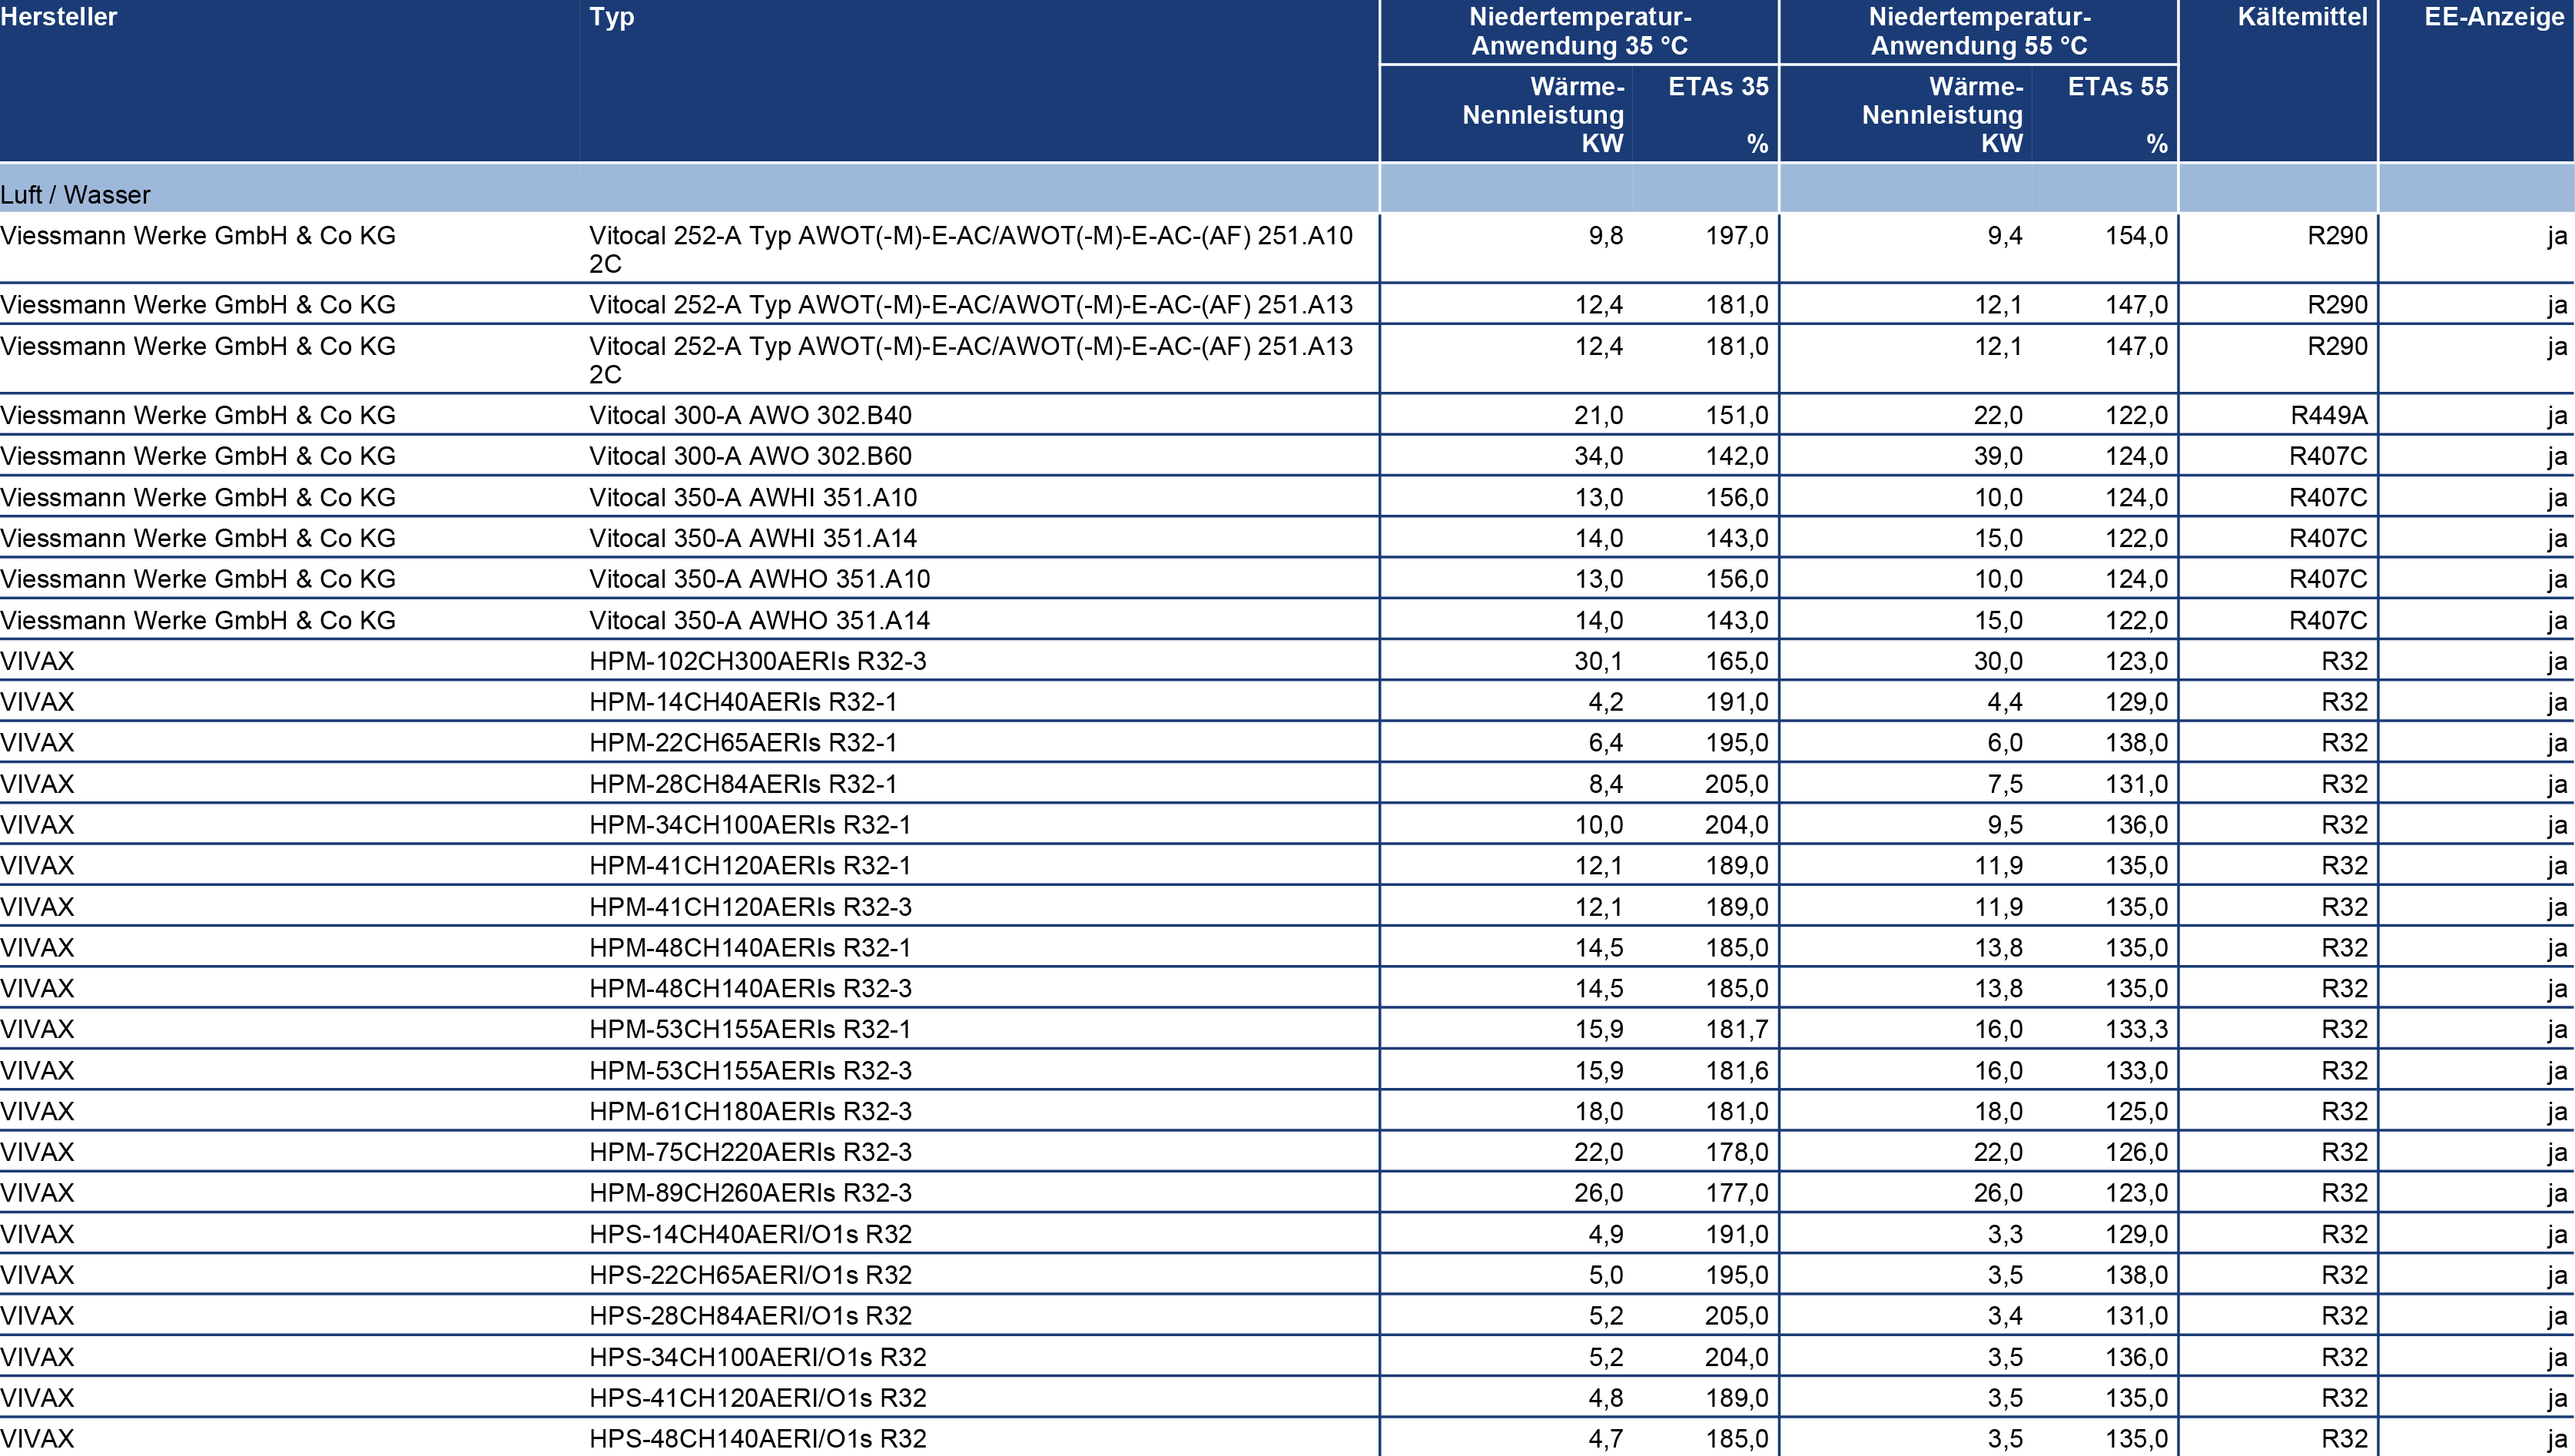 Hersteller Typ Niedertemperatur- Niedertemperatur- Kältemittel EE-Anzeige
Anwendung 35 °C Anwendung 55 °C
Wärme- ETAs 35 Wärme- ETAs 55
Nennleistung Nennleistung
KW % KW %
Luft / Wasser
Viessmann Werke GmbH & Co KG Vitocal 252-A Typ AWOT(-M)-E-AC/AWOT(-M)-E-AC-(AF) 251.A10 9,8 197,0 9,4 154,0 R290 ja
2C
Viessmann Werke GmbH & Co KG Vitocal 252-A Typ AWOT(-M)-E-AC/AWOT(-M)-E-AC-(AF) 251.A13 12,4 181,0 12,1 147,0 R290 ja
Viessmann Werke GmbH & Co KG Vitocal 252-A Typ AWOT(-M)-E-AC/AWOT(-M)-E-AC-(AF) 251.A13 12,4 181,0 12,1 147,0 R290 ja
2C
Viessmann Werke GmbH & Co KG Vitocal 300-A AWO 302.B40 21,0 151,0 22,0 122,0 R449A ja
Viessmann Werke GmbH & Co KG Vitocal 300-A AWO 302.B60 34,0 142,0 39,0 124,0 R407C ja
Viessmann Werke GmbH & Co KG Vitocal 350-A AWHI 351.A10 13,0 156,0 10,0 124,0 R407C ja
Viessmann Werke GmbH & Co KG Vitocal 350-A AWHI 351.A14 14,0 143,0 15,0 122,0 R407C ja
Viessmann Werke GmbH & Co KG Vitocal 350-A AWHO 351.A10 13,0 156,0 10,0 124,0 R407C ja
Viessmann Werke GmbH & Co KG Vitocal 350-A AWHO 351.A14 14,0 143,0 15,0 122,0 R407C ja
VIVAX HPM-102CH300AERIs R32-3 30,1 165,0 30,0 123,0 R32 ja
VIVAX HPM-14CH40AERIs R32-1 4,2 191,0 4,4 129,0 R32 ja
VIVAX HPM-22CH65AERIs R32-1 6,4 195,0 6,0 138,0 R32 ja
VIVAX HPM-28CH84AERIs R32-1 8,4 205,0 7,5 131,0 R32 ja
VIVAX HPM-34CH100AERIs R32-1 10,0 204,0 9,5 136,0 R32 ja
VIVAX HPM-41CH120AERIs R32-1 12,1 189,0 11,9 135,0 R32 ja
VIVAX HPM-41CH120AERIs R32-3 12,1 189,0 11,9 135,0 R32 ja
VIVAX HPM-48CH140AERIs R32-1 14,5 185,0 13,8 135,0 R32 ja
VIVAX HPM-48CH140AERIs R32-3 14,5 185,0 13,8 135,0 R32 ja
VIVAX HPM-53CH155AERIs R32-1 15,9 181,7 16,0 133,3 R32 ja
VIVAX HPM-53CH155AERIs R32-3 15,9 181,6 16,0 133,0 R32 ja
VIVAX HPM-61CH180AERIs R32-3 18,0 181,0 18,0 125,0 R32 ja
VIVAX HPM-75CH220AERIs R32-3 22,0 178,0 22,0 126,0 R32 ja
VIVAX HPM-89CH260AERIs R32-3 26,0 177,0 26,0 123,0 R32 ja
VIVAX HPS-14CH40AERI/O1s R32 4,9 191,0 3,3 129,0 R32 ja
VIVAX HPS-22CH65AERI/O1s R32 5,0 195,0 3,5 138,0 R32 ja
VIVAX HPS-28CH84AERI/O1s R32 5,2 205,0 3,4 131,0 R32 ja
VIVAX HPS-34CH100AERI/O1s R32 5,2 204,0 3,5 136,0 R32 ja
VIVAX HPS-41CH120AERI/O1s R32 4,8 189,0 3,5 135,0 R32 ja
VIVAX HPS-48CH140AERI/O1s R32 4,7 185,0 3,5 135,0 R32 ja